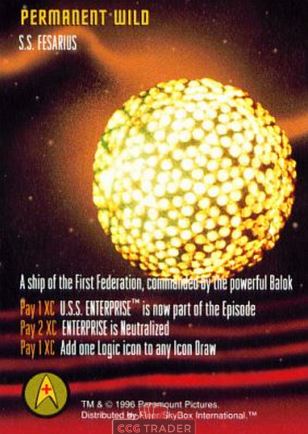 PERMANENT WILD
S.S. FESARIUS
A ship of the First Federation, commanded by the powerful Balok
Pay 1 XC U.S.S. ENTERPRISE™ is now part of the Episode
Pay 2 XC ENTERPRISE is Neutralized
Pay 1 XC Add one Logic icon to any Icon Draw
TM & © 1996 Paramount Pictures.
Distributed by Fleer/SkyBox International.™
CCG TRADER